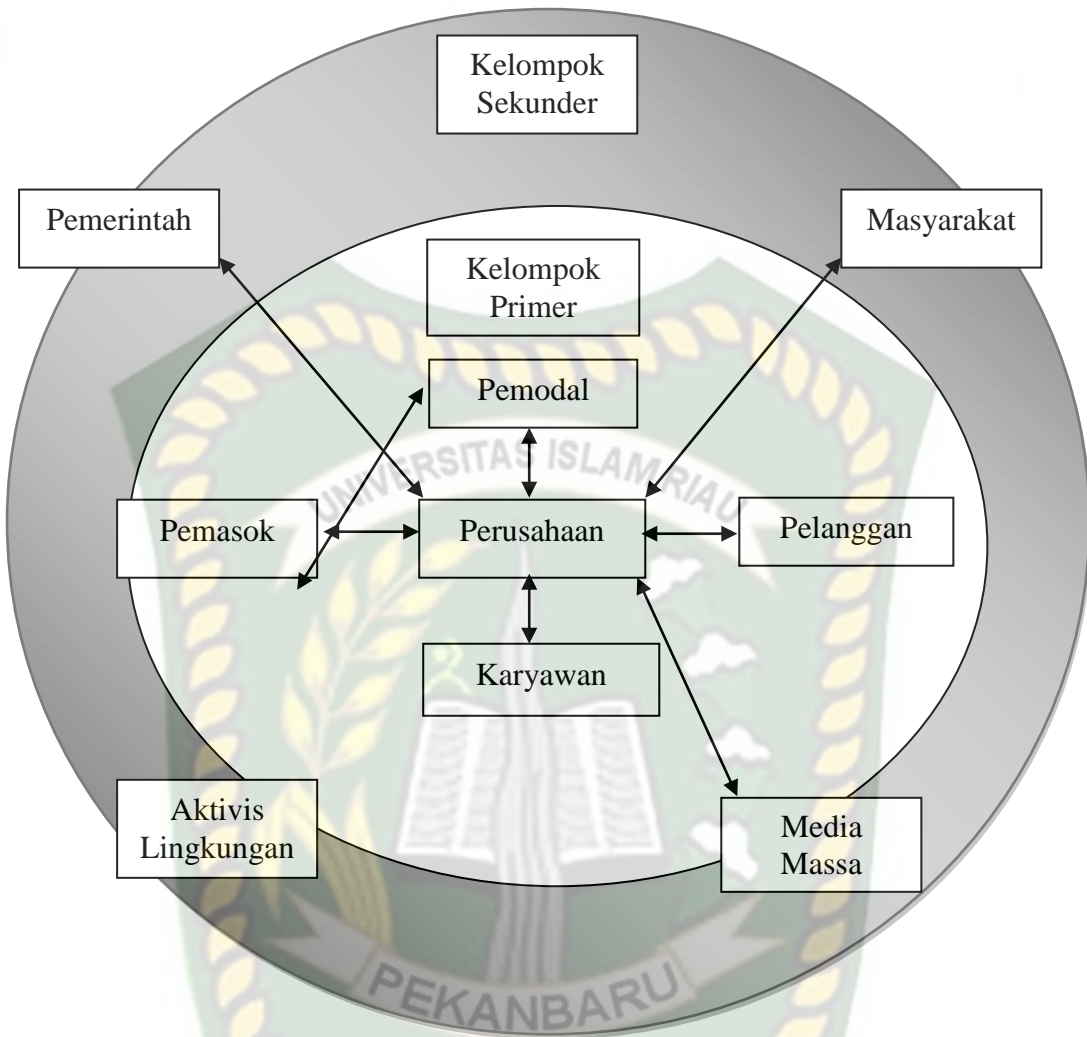 Kelompok
Sekunder
Pemerintah
Masyarakat
Kelompok
Primer
Pemodal
UNIVERSITAS ISLAM RIAU
Pemasok
Perusahaan
Pelanggan
Karyawan
Aktivis
Lingkungan
Media
Massa
PEKANBARU